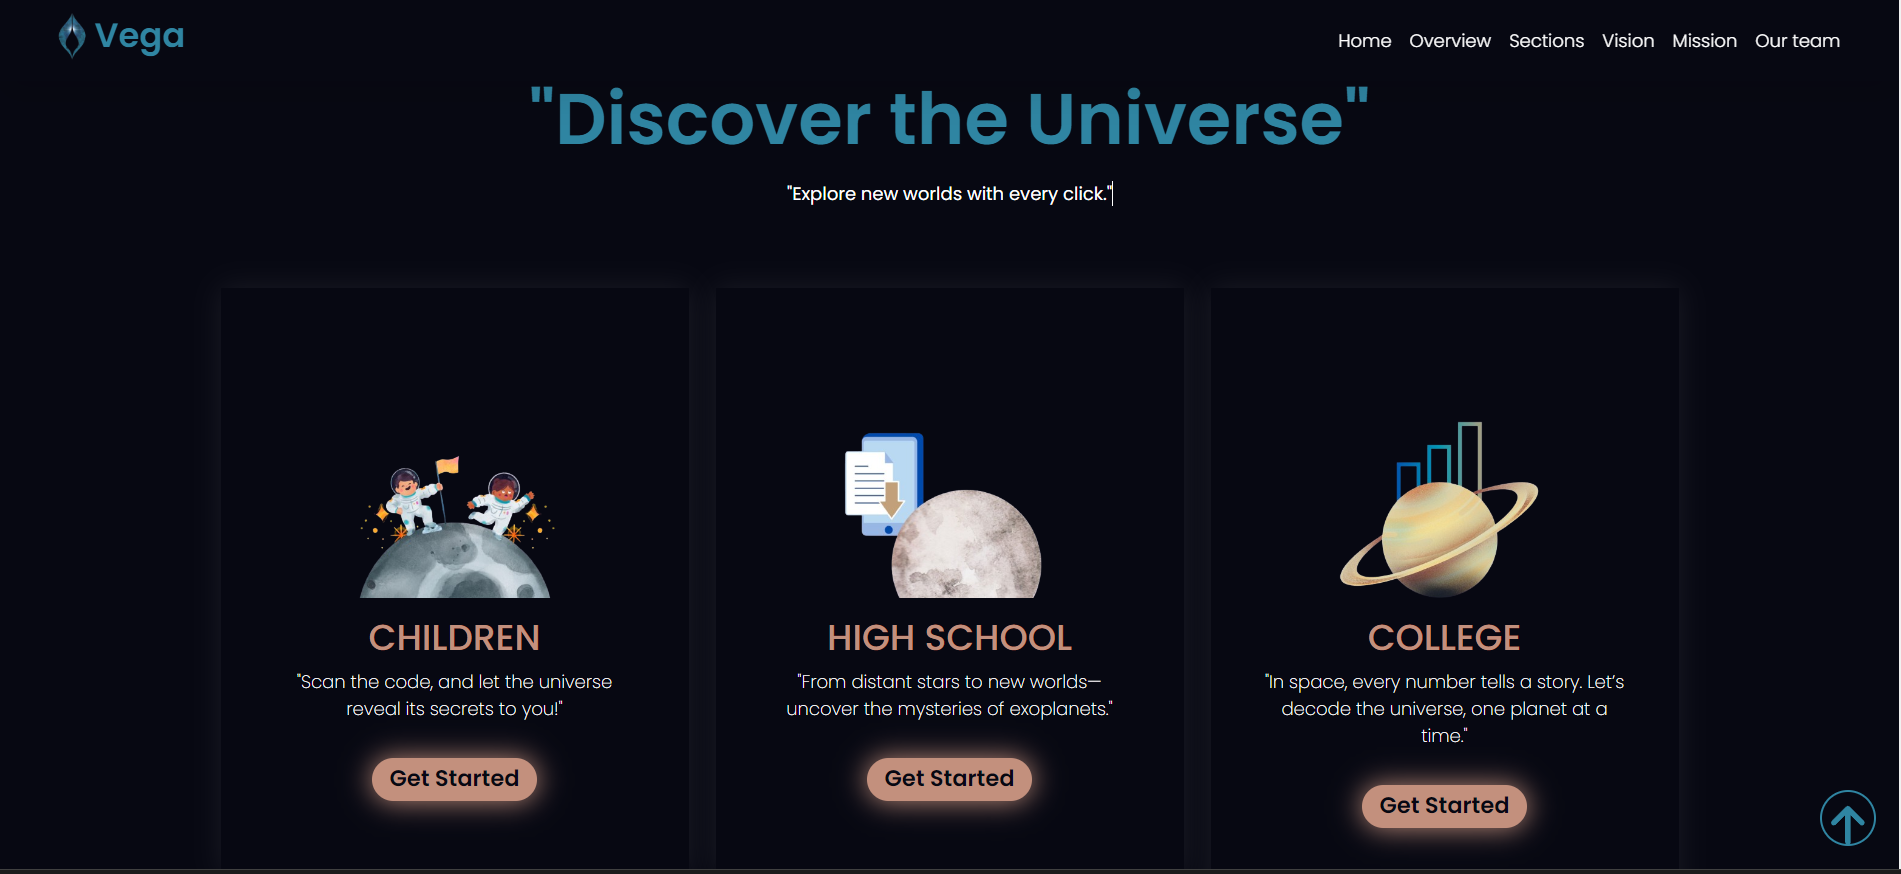 Vega
Home Overview Sections Vision Mission Our team
"Discover the Universe"
"Explore new worlds with every click."
CHILDREN
"Scan the code, and let the universe
reveal its secrets to you!"
Get Started
HIGH SCHOOL
"From distant stars to new worlds—
uncover the mysteries of exoplanets."
Get Started
COLLEGE
"In space, every number tells a story. Let’s
decode the universe, one planet at a
time."
Get Started